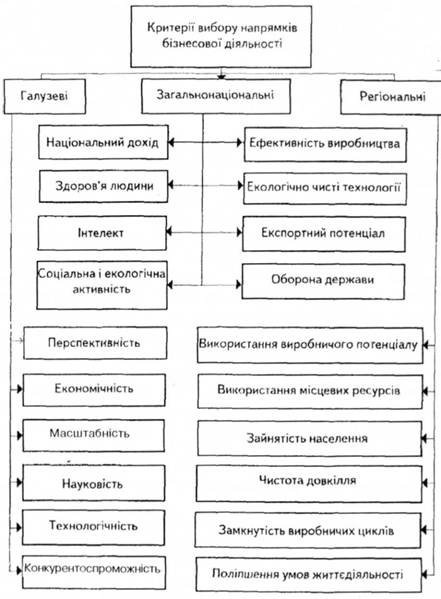 Критерії вибору напрямків
бізнесової діяльності
Галузеві
Загальнонаціональні
Регіональні
Національний дохід
Ефективність виробництва
Здоров'я людини
Екологічно чисті технології
Інтелект
Експортний потенціал
Соціальна і екологічна
активність
Оборона держави
Перспективність
Використання виробничого потенціалу
Економічність
Використання місцевих ресурсів
Масштабність
Зайнятість населення
Науковість
Чистота довкілля
Технологічність
Замкнутість виробничих циклів
Конкурентоспроможність
Поліпшення умов життєдіяльності